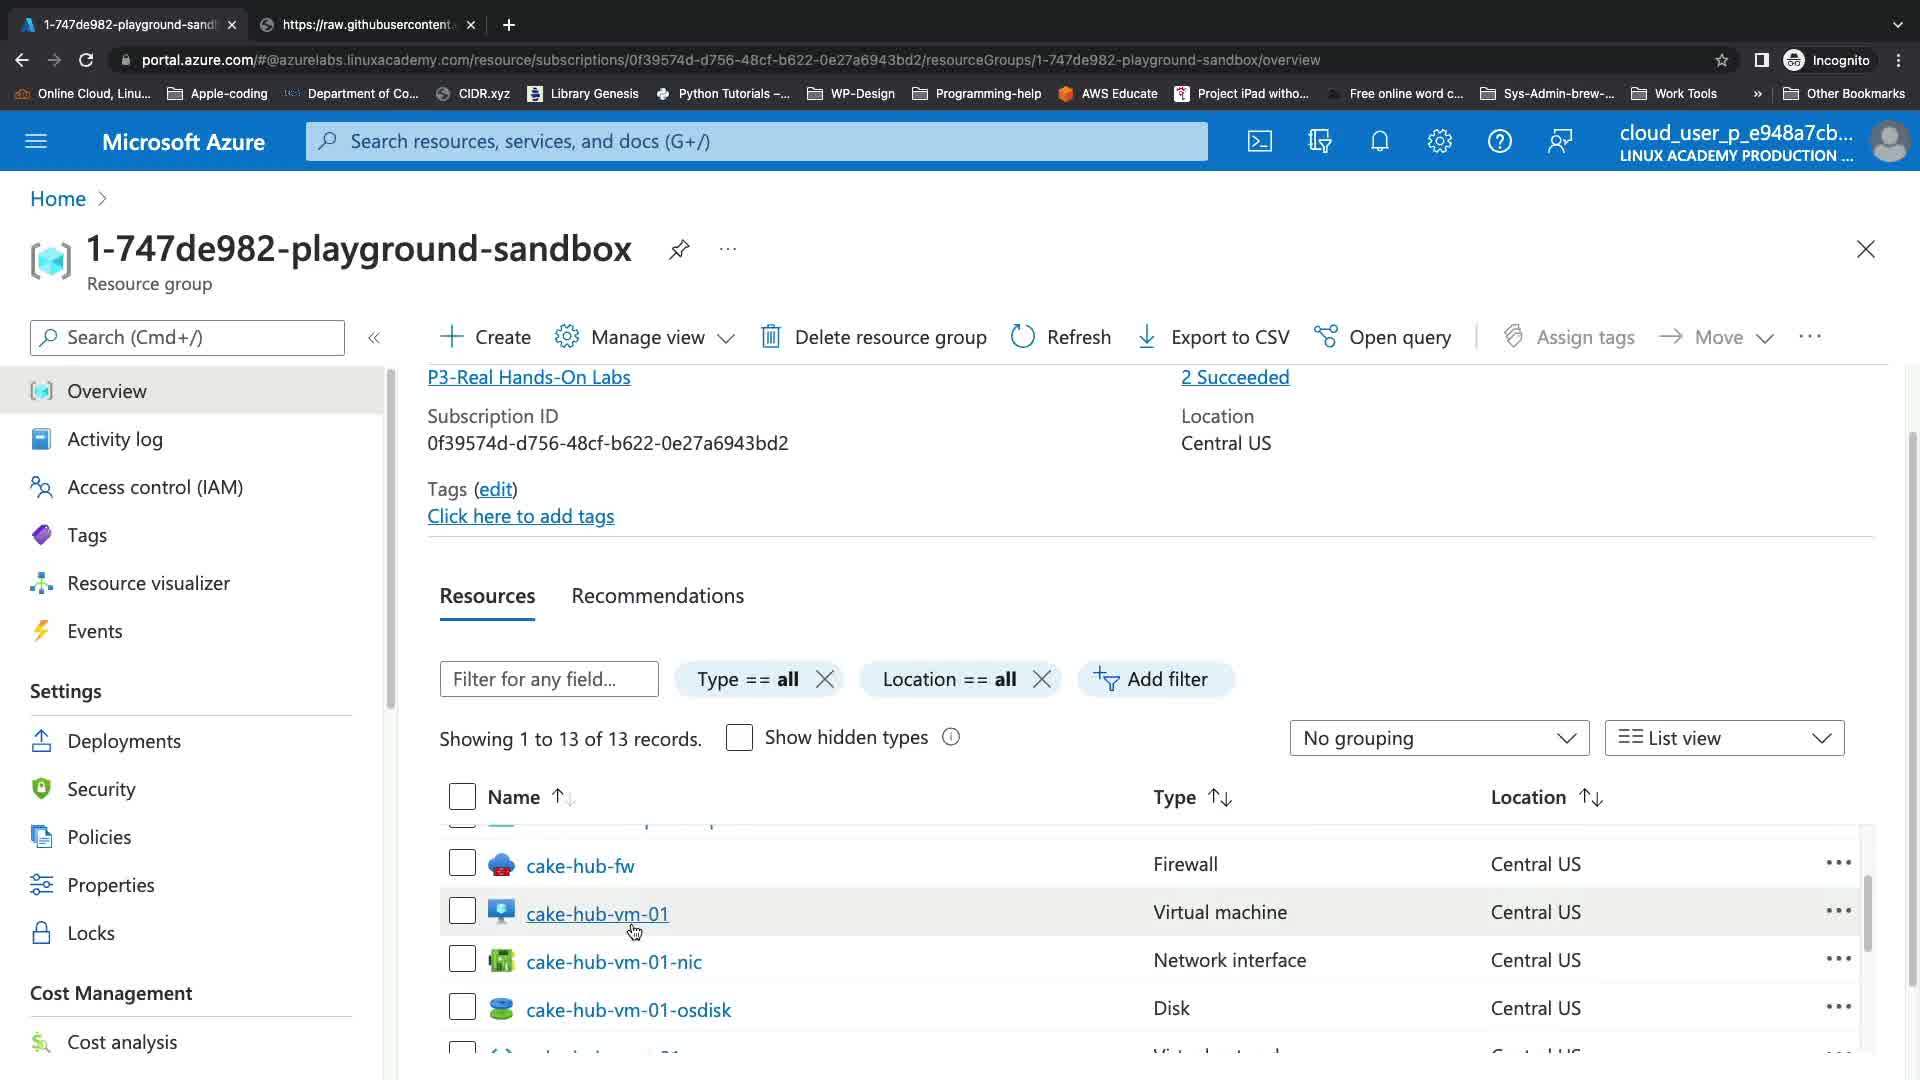 1-747de982-playground-sand
https://raw.githubusercontent.
portal.azure.com/#@azurelabs.linuxacademy.com/resource/subscriptions/0f39574d-d756-48cf-b622-0e27a6943bd2/resourceGroups/1-747de982-playground-sandbox/overview
Incognito
Online Cloud, Linu...
Apple-coding
Department of Co...
CIDR.xyz
Library Genesis
Python Tutorials –...
WP-Design
Programming-help
AWS Educate
Project iPad witho...
Free online word c...
Sys-Admin-brew-...
Work Tools
»
Other Bookmarks
Microsoft Azure
Search resources, services, and docs (G+/)
cloud_user_p_e948a7cb...
LINUX ACADEMY PRODUCTION ...
Home
1-747de982-playground-sandbox
...
Resource group
Search (Cmd+/)
«
Create
Manage view
Delete resource group
Refresh
Export to CSV
Open query
Assign tags
Move
...
Overview
Activity log
Access control (IAM)
Tags
Resource visualizer
Events
Settings
Deployments
Security
Policies
Properties
Locks
Cost Management
Cost analysis
P3-Real Hands-On Labs
2 Succeeded
Subscription ID
Location
0f39574d-d756-48cf-b622-0e27a6943bd2
Central US
Tags (edit)
Click here to add tags
Resources
Recommendations
Filter for any field...
Type == all
Location == all
Add filter
Showing 1 to 13 of 13 records.
Show hidden types
No grouping
List view
Name
Type
Location
cake-hub-fw
Firewall
Central US
...
cake-hub-vm-01
Virtual machine
Central US
...
cake-hub-vm-01-nic
Network interface
Central US
...
cake-hub-vm-01-osdisk
Disk
Central US
...